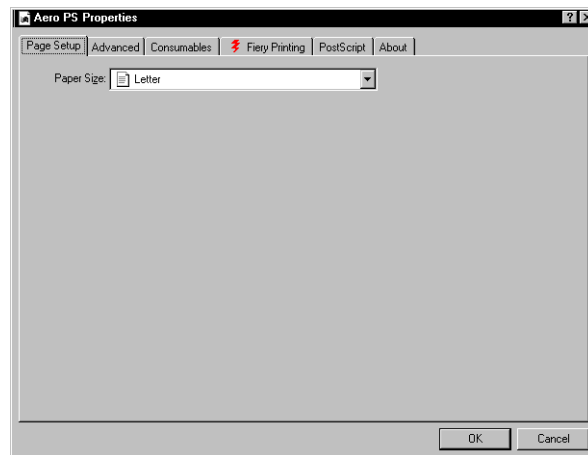 Aero PS Properties
Page Setup Advanced Consumables Fiery Printing PostScript About
Paper Size: Letter
OK Cancel